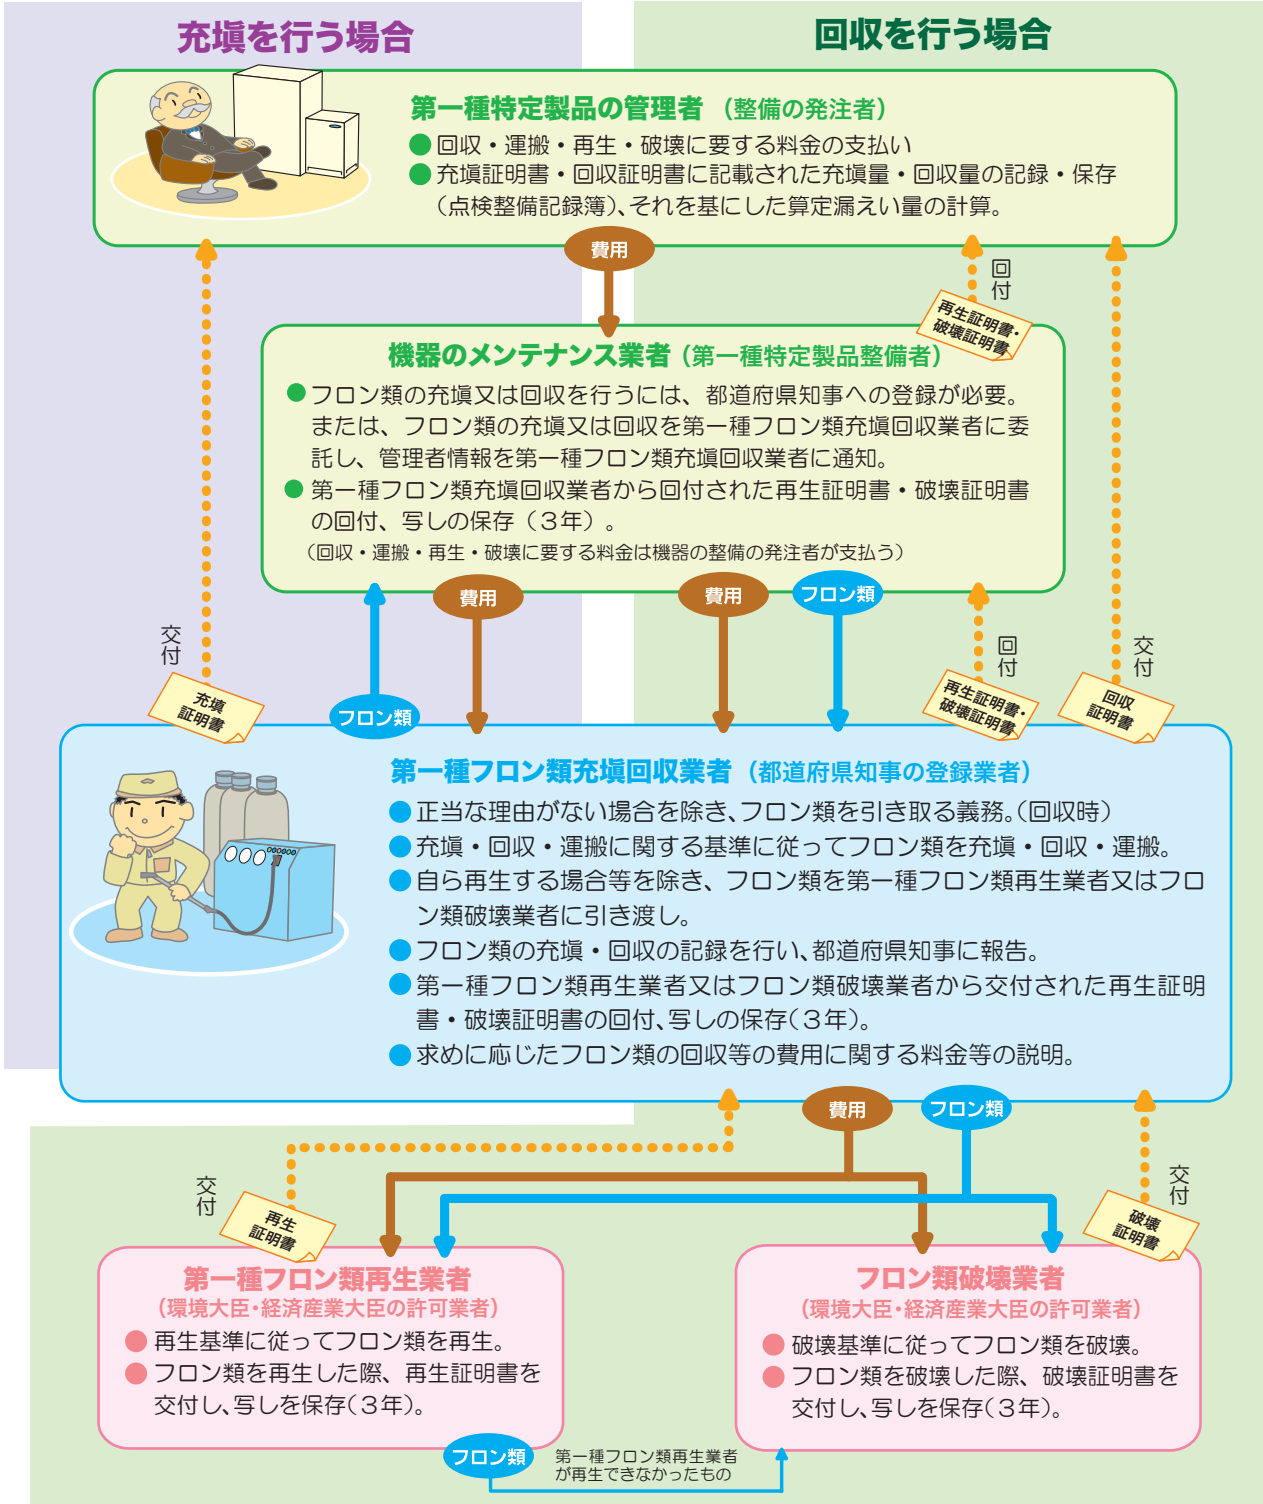 充塡を行う場合
回収を行う場合
第一種特定製品の管理者（整備の発注者）
●回収・運搬・再生・破壊に要する料金の支払い
●充塡証明書・回収証明書に記載された充塡量・回収量の記録・保存
（点検整備記録簿）、それを基にした算定漏えい量の計算。
費用
回付
再生証明書・
破壊証明書
機器のメンテナンス業者（第一種特定製品整備者）
●フロン類の充塡又は回収を行うには、都道府県知事への登録が必要。
または、フロン類の充塡又は回収を第一種フロン類充塡回収業者に委
託し、管理者情報を第一種フロン類充塡回収業者に通知。
●第一種フロン類充塡回収業者から回付された再生証明書・破壊証明書
の回付、写しの保存（３年）。
（回収・運搬・再生・破壊に要する料金は機器の整備の発注者が支払う）
費用
費用
フロン類
交付
回付
交付
充塡
証明書
フロン類
再生証明書・
破壊証明書
回収
証明書
第一種フロン類充塡回収業者（都道府県知事の登録業者）
●正当な理由がない場合を除き、フロン類を引き取る義務。（回収時）
●充塡・回収・運搬に関する基準に従ってフロン類を充塡・回収・運搬。
●自ら再生する場合等を除き、フロン類を第一種フロン類再生業者又はフロ
ン類破壊業者に引き渡し。
●フロン類の充塡・回収の記録を行い、都道府県知事に報告。
●第一種フロン類再生業者又はフロン類破壊業者から交付された再生証明
書・破壊証明書の回付、写しの保存（３年）。
●求めに応じたフロン類の回収等の費用に関する料金等の説明。
費用
フロン類
交付
交付
再生
証明書
破壊
証明書
第一種フロン類再生業者
（環境大臣・経済産業大臣の許可業者）
●再生基準に従ってフロン類を再生。
●フロン類を再生した際、再生証明書を
交付し、写しを保存（３年）。
フロン類破壊業者
（環境大臣・経済産業大臣の許可業者）
●破壊基準に従ってフロン類を破壊。
●フロン類を破壊した際、破壊証明書を
交付し、写しを保存（３年）。
フロン類
第一種フロン類再生業者
が再生できなかったもの